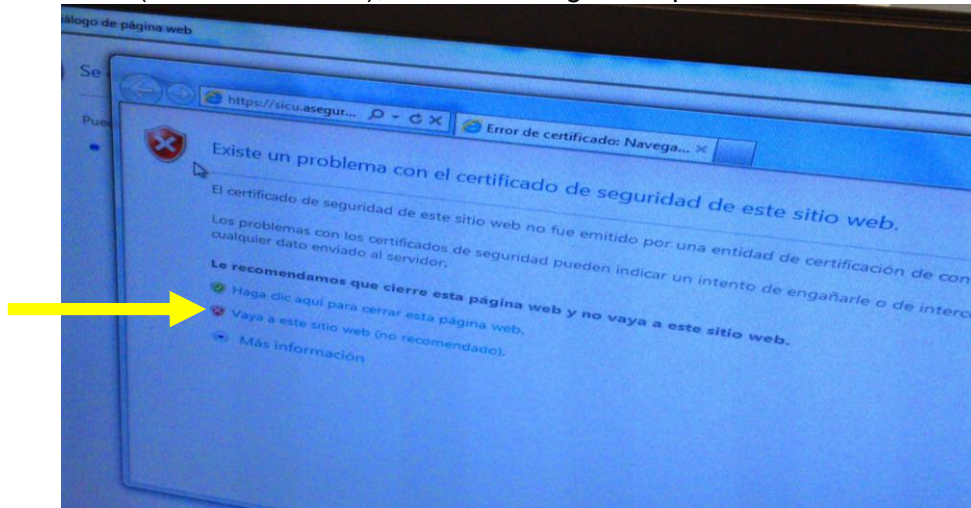 álogo de página web
Se
https://sicu.asegur...
Error de certificado: Navega...
Pued
Existe un problema con el certificado de seguridad de este sitio web.
El certificado de seguridad de este sitio web no fue emitido por una entidad de certificación de con
Los problemas con los certificados de seguridad pueden indicar un intento de engañarle o de interc
cualquier dato enviado al servidor.
Le recomendamos que cierre esta página web y no vaya a este sitio web.
Haga clic aquí para cerrar esta página web.
Vaya a este sitio web (no recomendado).
Más información